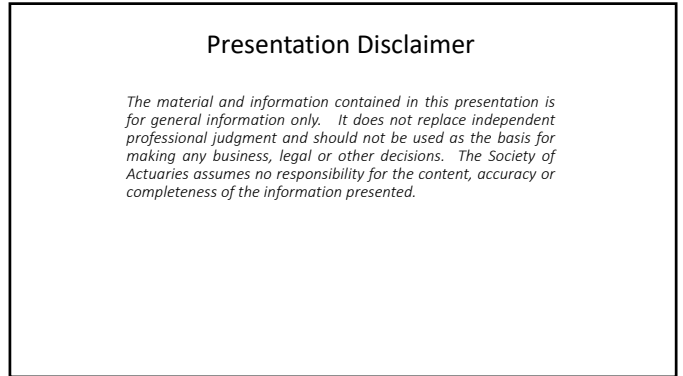 Presentation Disclaimer
The material and information contained in this presentation is
for general information only. It does not replace independent
professional judgment and should not be used as the basis for
making any business, legal or other decisions. The Society of
Actuaries assumes no responsibility for the content, accuracy or
completeness of the information presented.